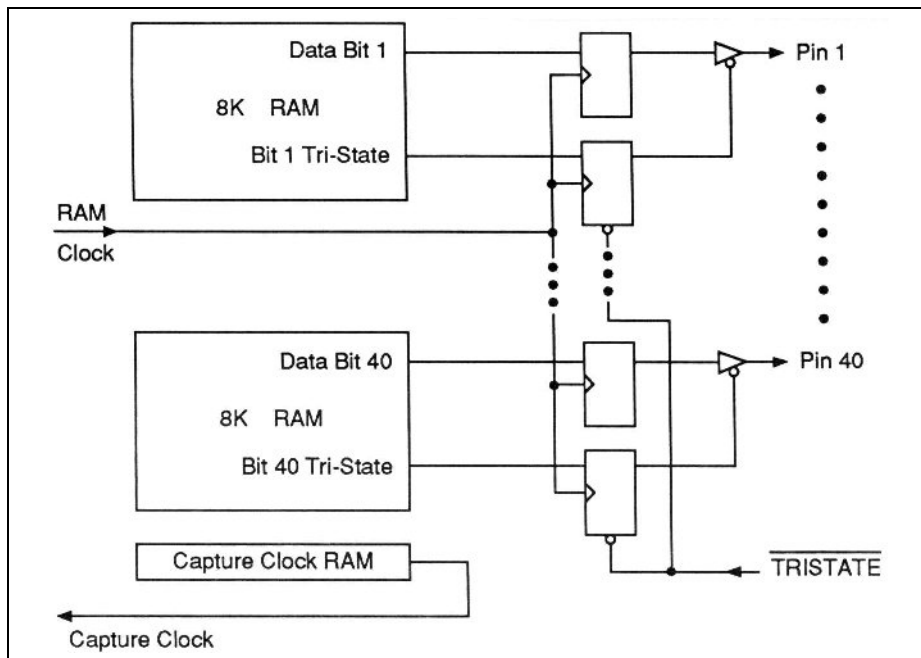 Data Bit 1
Pin 1
8K RAM
Bit 1 Tri-State
RAM
Clock
Data Bit 40
Pin 40
8K RAM
Bit 40 Tri-State
Capture Clock RAM
TRISTATE
Capture Clock